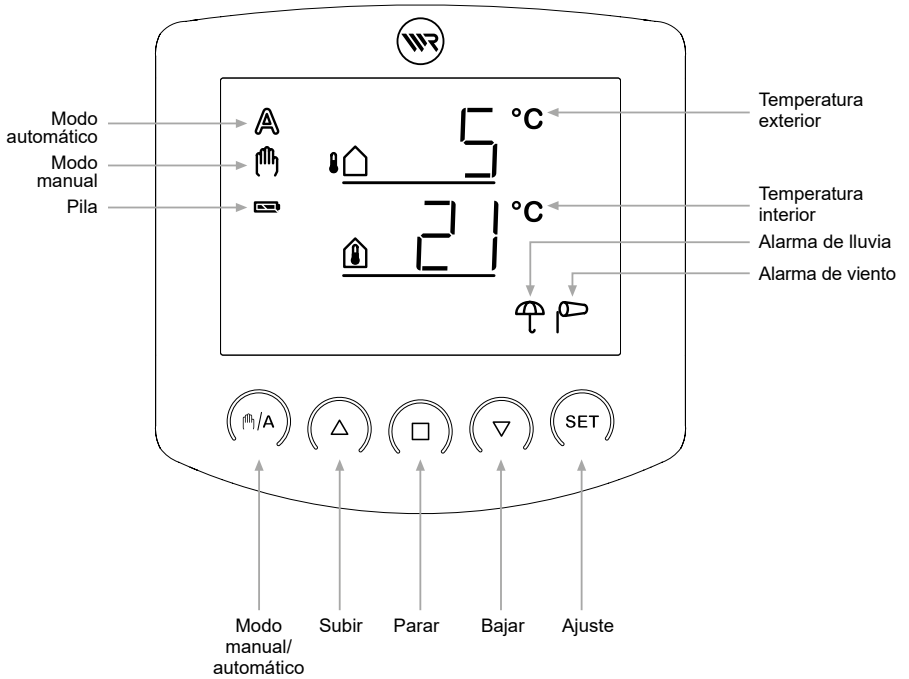 WR
Modo
automático
A
5 °C
Temperatura
exterior
Modo
manual
Pila
21 °C
Temperatura
interior
Alarma de lluvia
Alarma de viento
/A
SET
Modo
manual/
automático
Subir
Parar
Bajar
Ajuste